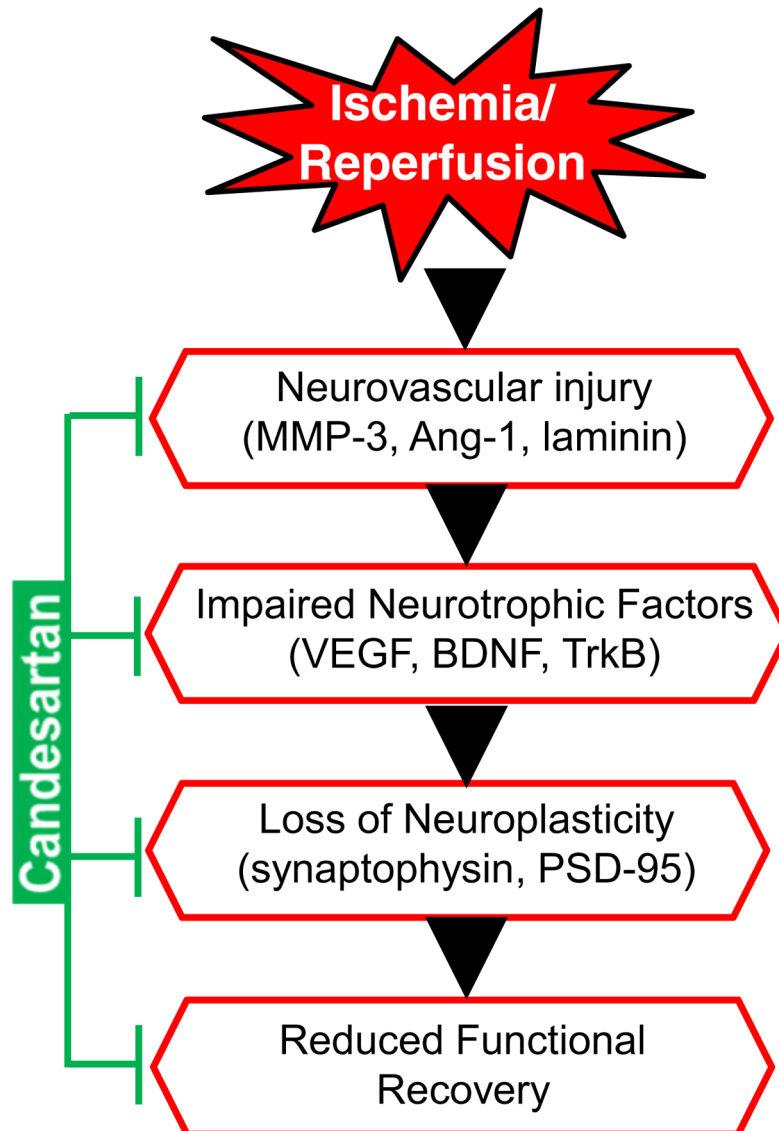 Ischemia/
Reperfusion
Neurovascular injury
(MMP-3, Ang-1, laminin)
Impaired Neurotrophic Factors
(VEGF, BDNF, TrkB)
Loss of Neuroplasticity
(synaptophysin, PSD-95)
Reduced Functional
Recovery
Candesartan